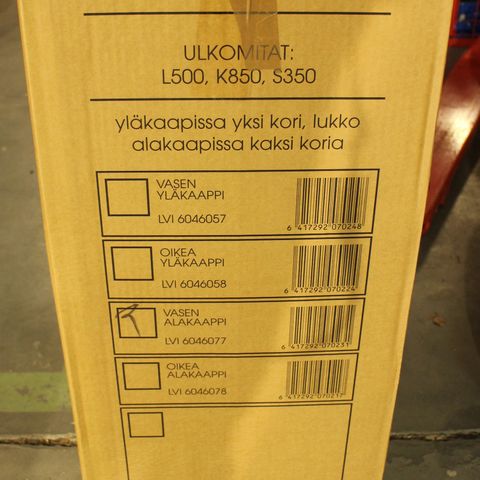 ULKOMITAT:
L500, K850, S350
yläkaapissa yksi kori, lukko
alakaapissa kaksi koria
VASEN
YLÄKAAPPI
LVI 6046057
6 417292 070248
OIKEA
YLÄKAAPPI
LVI 6046058
6 417292 070224
VASEN
ALAKAAPPI
LVI 6046077
6 417292 070231
OIKEA
ALAKAAPPI
LVI 6046078
6 417292 070217